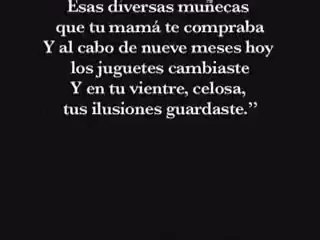 Esas diversas muñecas
que tu mamá te compraba
Y al cabo de nueve meses hoy
los juguetes cambiaste
Y en tu vientre, celosa,
tus ilusiones guardaste.”